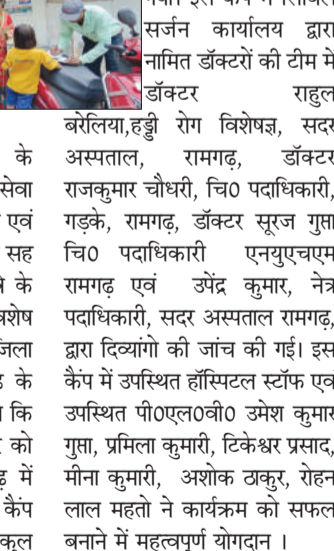 सर्जन कार्यालय द्वारा
नामित डॉक्टरों की टीम में
डॉक्टर राहुल
बरेलिया,हड्डी रोग विशेषज्ञ, सदर
अस्पताल, रामगढ़, डॉक्टर
राजकुमार चौधरी, चि0 पदाधिकारी,
गड़के, रामगढ़, डॉक्टर सूरज गुप्ता
चि0 पदाधिकारी एनयुएचएम
रामगढ़ एवं उपेंद्र कुमार, नेत्र
पदाधिकारी, सदर अस्पताल रामगढ़,
द्वारा दिव्यांगो की जांच की गई। इस
कैंप में उपस्थित हॉस्पिटल स्टॉफ एवं
उपस्थित पी0एल0वी0 उमेश कुमार
गुप्ता, प्रमिला कुमारी, टिकेश्वर प्रसाद,
मीना कुमारी, अशोक ठाकुर, रोहन
लाल महतो ने कार्यक्रम को सफल
बनाने में महत्वपूर्ण योगदान ।
के
सेवा
एवं
सह
के
जिला
के
कि
को
में
कैंप
कुल